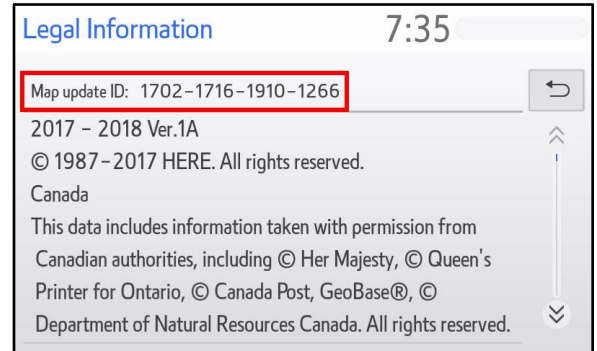 Legal Information 7:35
Map update ID: 1702-1716-1910-1266
2017 - 2018 Ver.1A
© 1987-2017 HERE. All rights reserved.
Canada
This data includes information taken with permission from
Canadian authorities, including © Her Majesty, © Queen's
Printer for Ontario, © Canada Post, GeoBase®, ©
Department of Natural Resources Canada. All rights reserved.